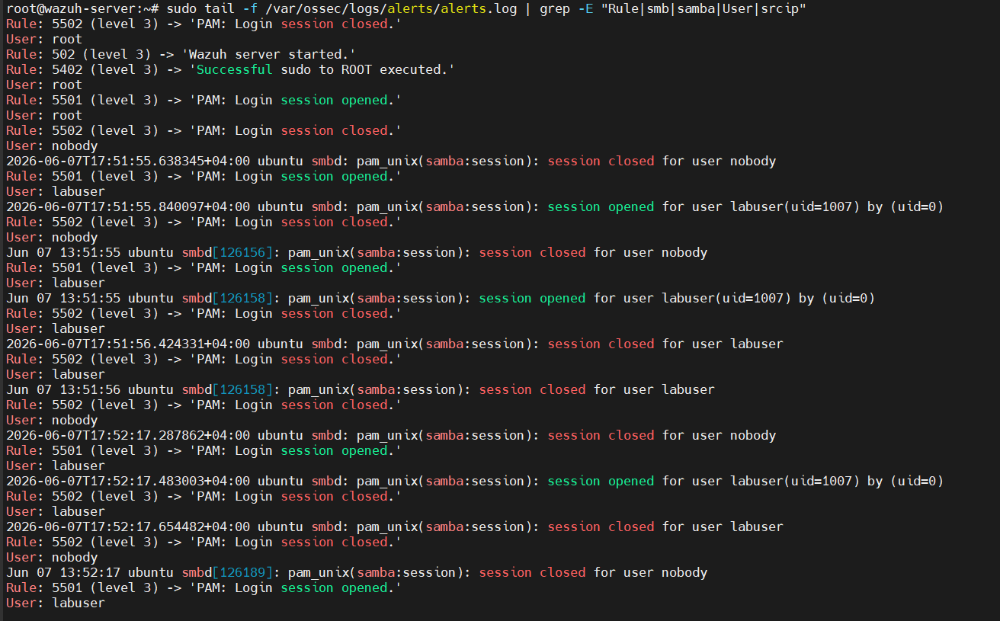 root@wazuh-server:~# sudo tail -f /var/ossec/logs/alerts/alerts.log | grep -E "Rule|smb|samba|User|srcip"
Rule: 5502 (level 3) -> 'PAM: Login session closed.'
User: root
Rule: 502 (level 3) -> 'Wazuh server started.'
Rule: 5402 (level 3) -> 'Successful sudo to ROOT executed.'
User: root
Rule: 5501 (level 3) -> 'PAM: Login session opened.'
User: root
Rule: 5502 (level 3) -> 'PAM: Login session closed.'
User: nobody
2026-06-07T17:51:55.638345+04:00 ubuntu smbd: pam_unix(samba:session): session closed for user nobody
Rule: 5501 (level 3) -> 'PAM: Login session opened.'
User: labuser
2026-06-07T17:51:55.840097+04:00 ubuntu smbd: pam_unix(samba:session): session opened for user labuser(uid=1007) by (uid=0)
Rule: 5502 (level 3) -> 'PAM: Login session closed.'
User: nobody
Jun 07 13:51:55 ubuntu smbd[126156]: pam_unix(samba:session): session closed for user nobody
Rule: 5501 (level 3) -> 'PAM: Login session opened.'
User: labuser
Jun 07 13:51:55 ubuntu smbd[126158]: pam_unix(samba:session): session opened for user labuser(uid=1007) by (uid=0)
Rule: 5502 (level 3) -> 'PAM: Login session closed.'
User: labuser
2026-06-07T17:51:56.424331+04:00 ubuntu smbd: pam_unix(samba:session): session closed for user labuser
Rule: 5502 (level 3) -> 'PAM: Login session closed.'
User: labuser
Jun 07 13:51:56 ubuntu smbd[126158]: pam_unix(samba:session): session closed for user labuser
Rule: 5502 (level 3) -> 'PAM: Login session closed.'
User: nobody
2026-06-07T17:52:17.287862+04:00 ubuntu smbd: pam_unix(samba:session): session closed for user nobody
Rule: 5501 (level 3) -> 'PAM: Login session opened.'
User: labuser
2026-06-07T17:52:17.483003+04:00 ubuntu smbd: pam_unix(samba:session): session opened for user labuser(uid=1007) by (uid=0)
Rule: 5502 (level 3) -> 'PAM: Login session closed.'
User: labuser
2026-06-07T17:52:17.654482+04:00 ubuntu smbd: pam_unix(samba:session): session closed for user labuser
Rule: 5502 (level 3) -> 'PAM: Login session closed.'
User: nobody
Jun 07 13:52:17 ubuntu smbd[126189]: pam_unix(samba:session): session closed for user nobody
Rule: 5501 (level 3) -> 'PAM: Login session opened.'
User: labuser